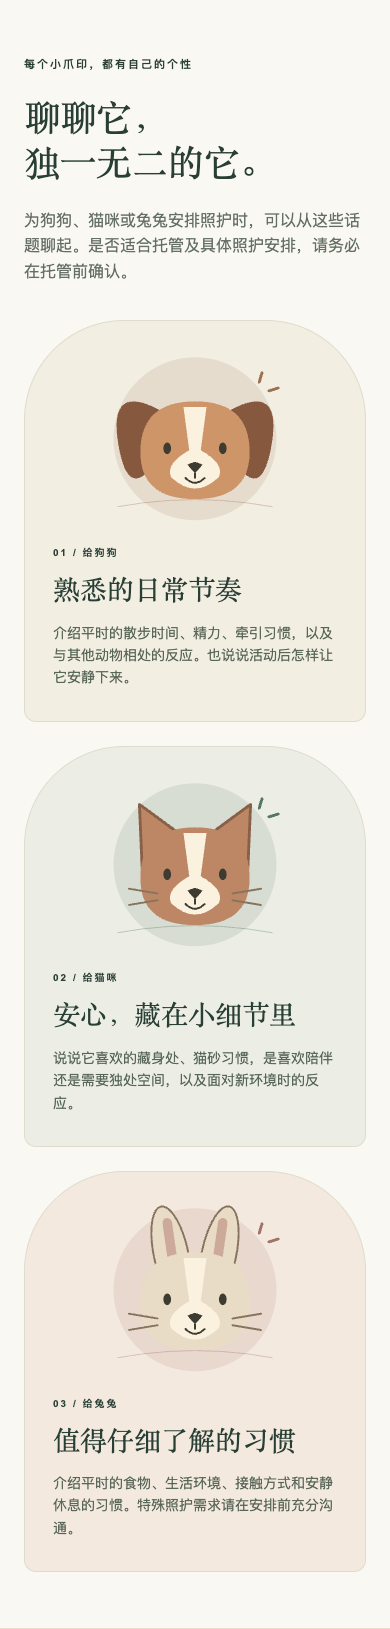 每个小爪印，都有自己的个性
聊聊它，
独一无二的它。
为狗狗、猫咪或兔兔安排照护时，可以从这些话
题聊起。是否适合托管及具体照护安排，请务必
在托管前确认。
01 / 给狗狗
熟悉的日常节奏
介绍平时的散步时间、精力、牵引习惯，以及
与其他动物相处的反应。也说说活动后怎样让
它安静下来。
02 / 给猫咪
安心，藏在小细节里
说说它喜欢的藏身处、猫砂习惯，是喜欢陪伴
还是需要独处空间，以及面对新环境时的反
应。
03 / 给兔兔
值得仔细了解的习惯
介绍平时的食物、生活环境、接触方式和安静
休息的习惯。特殊照护需求请在安排前充分沟
通。